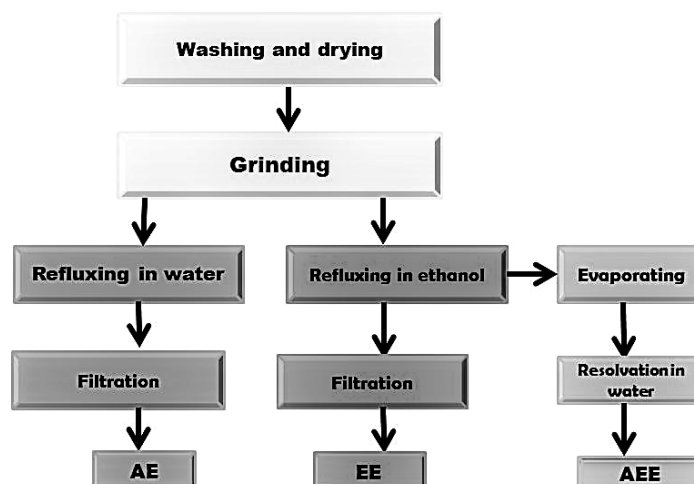 Washing and drying
Grinding
Refluxing in water
Refluxing in ethanol
Evaporating
Filtration
Filtration
Resolvation in
water
AE
EE
AEE